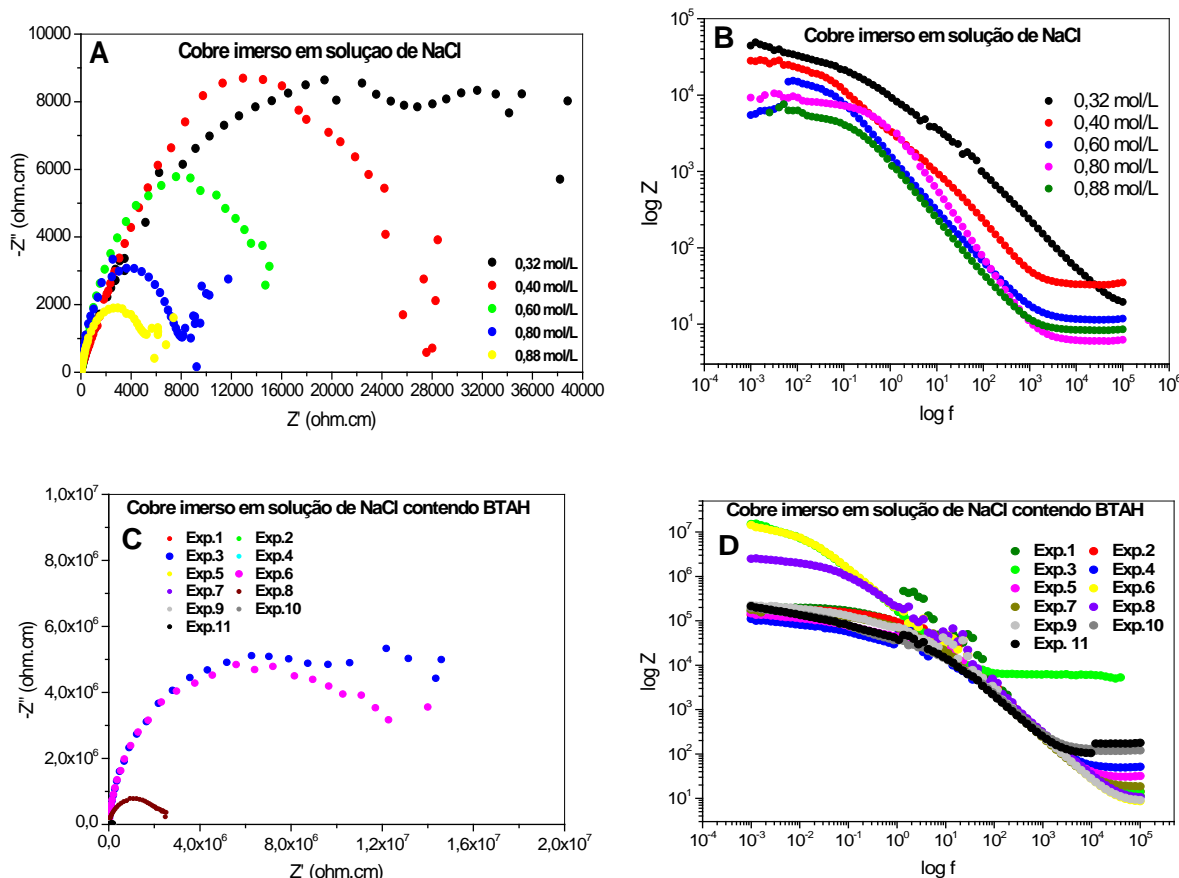 A
Cobre imerso em soluçao de NaCl
10000
8000
6000
4000
2000
0
-Z'' (ohm.cm)
0 4000 8000 12000 16000 20000 24000 28000 32000 36000 40000
Z' (ohm.cm)
0,32 mol/L
0,40 mol/L
0,60 mol/L
0,80 mol/L
0,88 mol/L
B
Cobre imerso em solução de NaCl
10^5
10^4
10^3
10^2
10^1
log Z
10^-4 10^-3 10^-2 10^-1 10^0 10^1 10^2 10^3 10^4 10^5 10^6
log f
0,32 mol/L
0,40 mol/L
0,60 mol/L
0,80 mol/L
0,88 mol/L
Cobre imerso em solução de NaCl contendo BTAH
C
1,0x10^7
8,0x10^6
6,0x10^6
4,0x10^6
2,0x10^6
0,0
-Z'' (ohm.cm)
Exp.1 Exp.2
Exp.3 Exp.4
Exp.5 Exp.6
Exp.7 Exp.8
Exp.9 Exp.10
Exp.11
0,0 4,0x10^6 8,0x10^6 1,2x10^7 1,6x10^7 2,0x10^7
Z' (ohm.cm)
Cobre imerso em solução de NaCl contendo BTAH
D
10^7
10^6
10^5
10^4
10^3
10^2
10^1
log Z
Exp.1 Exp.2
Exp.3 Exp.4
Exp.5 Exp.6
Exp.7 Exp.8
Exp.9 Exp.10
Exp. 11
10^-4 10^-3 10^-2 10^-1 10^0 10^1 10^2 10^3 10^4 10^5 10^6
log f